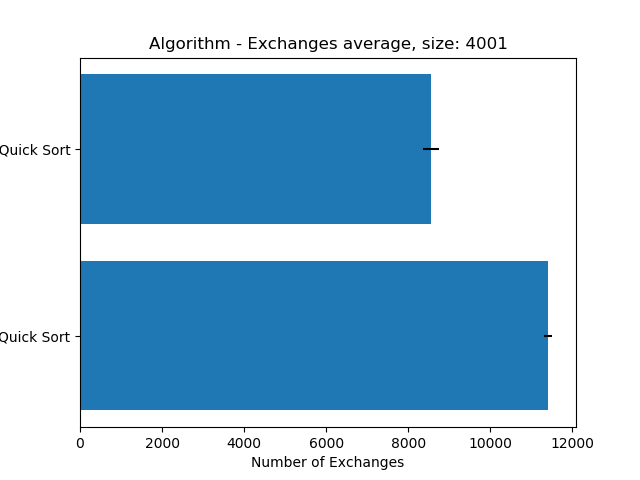 Algorithm - Exchanges average, size: 4001
Quick Sort
Quick Sort
0 2000 4000 6000 8000 10000 12000
Number of Exchanges